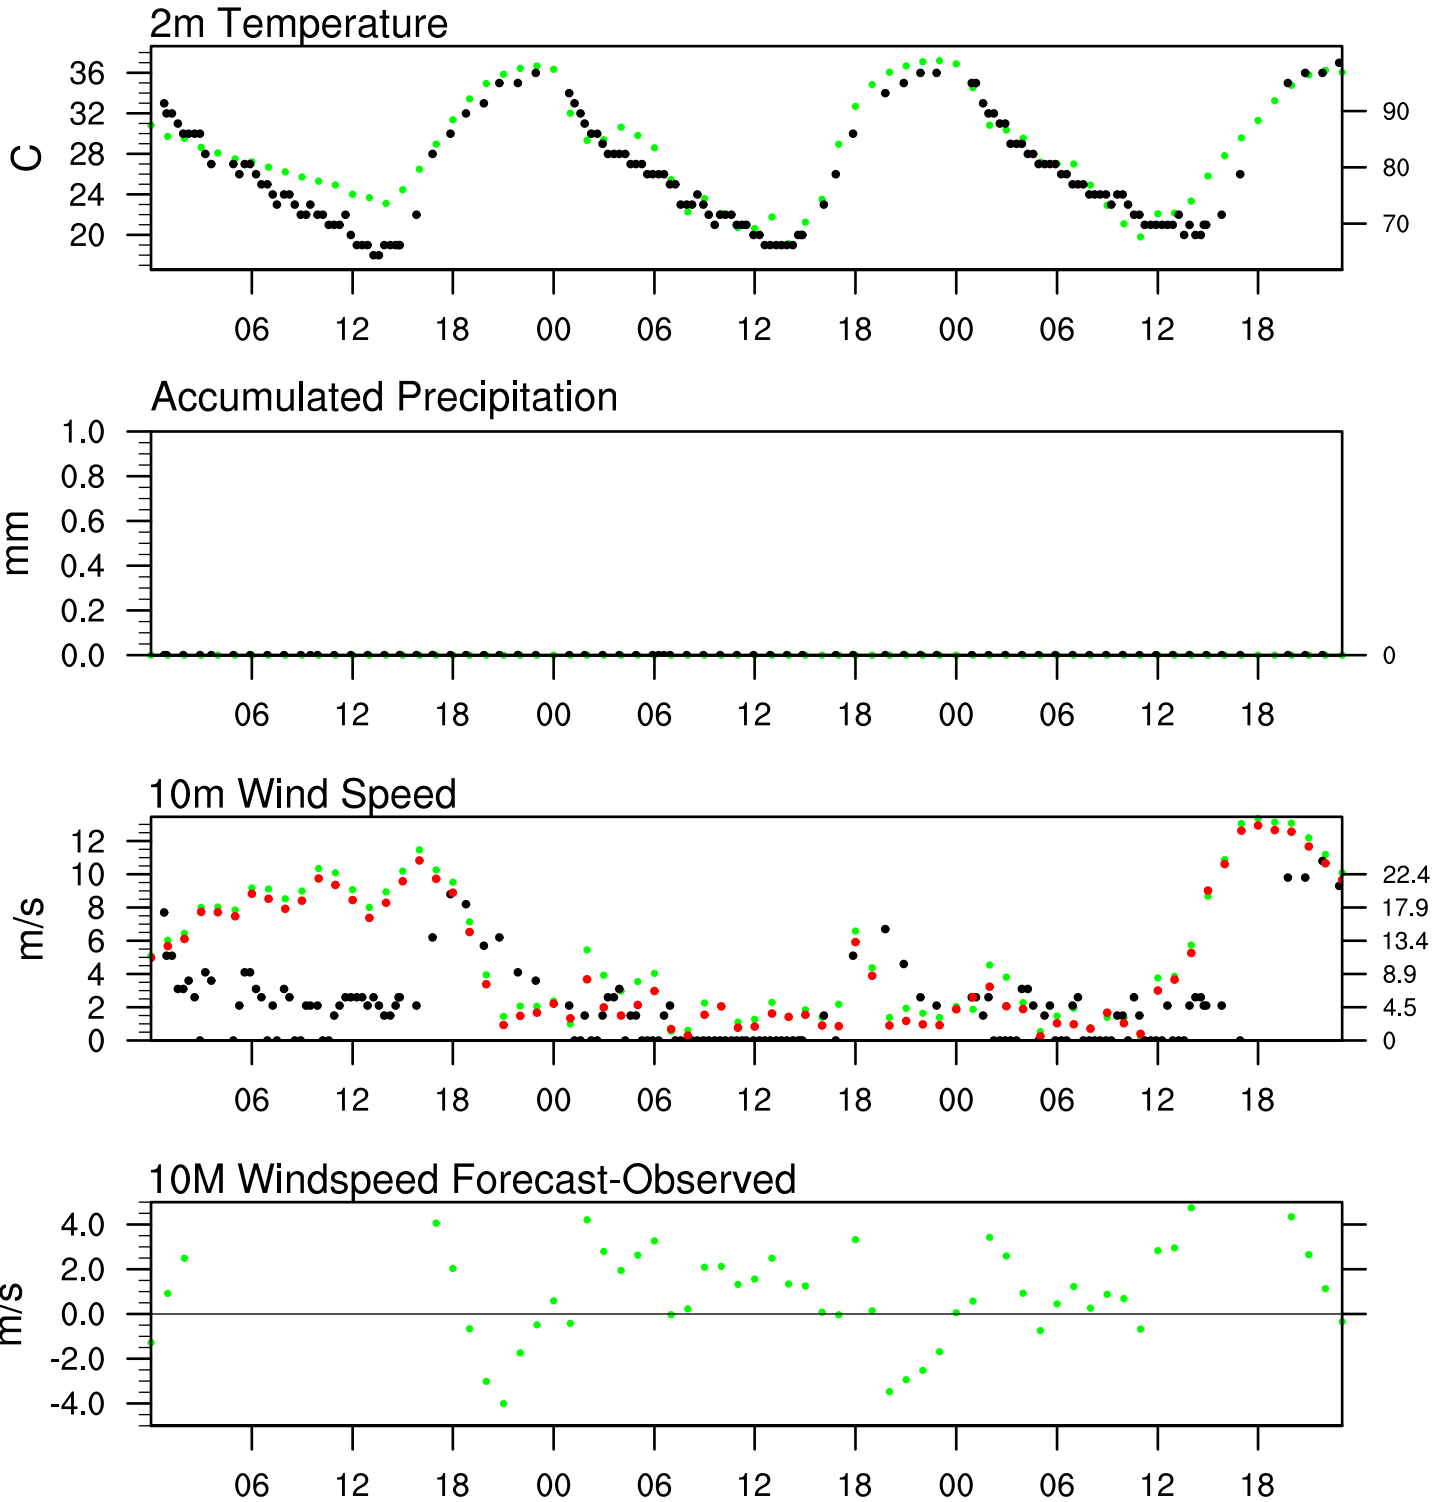 2m Temperature
36
32
28
24
20
C
90
80
70
06 12 18 00 06 12 18 00 06 12 18
Accumulated Precipitation
1.0
0.8
0.6
0.4
0.2
0.0
mm
0
06 12 18 00 06 12 18 00 06 12 18
10m Wind Speed
12
10
8
6
4
2
0
m/s
22.4
17.9
13.4
8.9
4.5
0
06 12 18 00 06 12 18 00 06 12 18
10M Windspeed Forecast-Observed
4.0
2.0
0.0
-2.0
-4.0
m/s
06 12 18 00 06 12 18 00 06 12 18